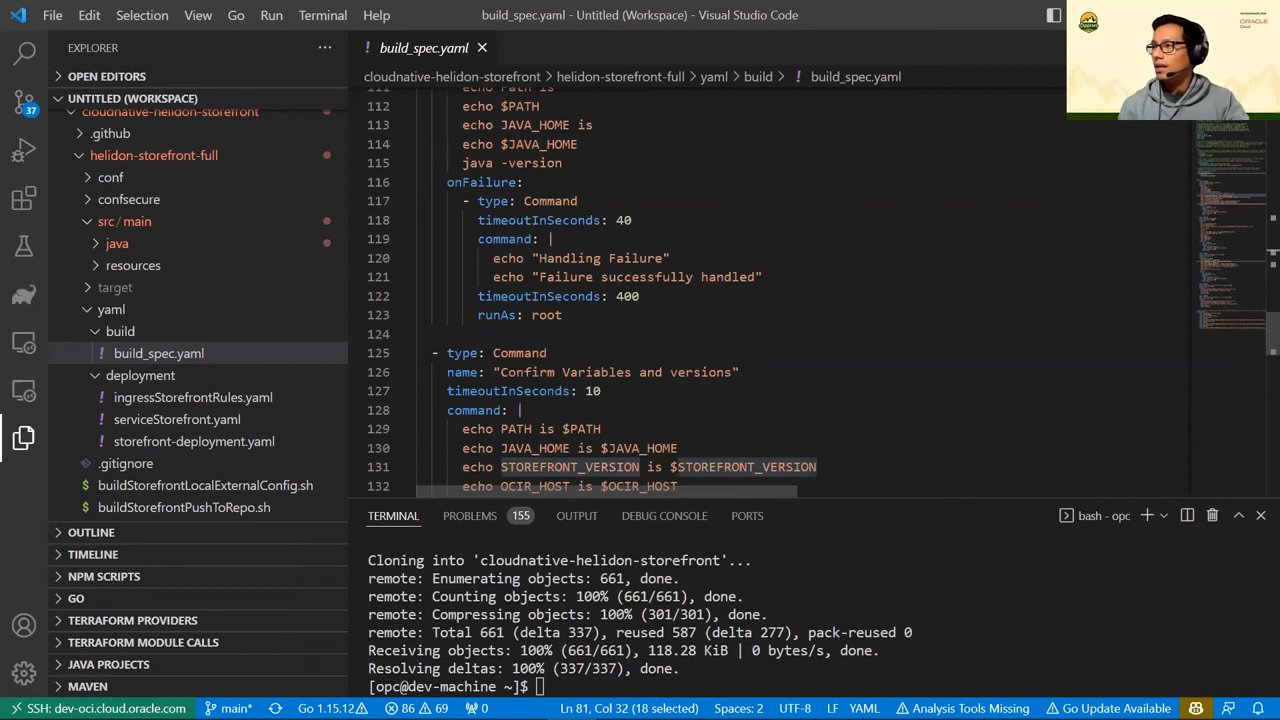 File Edit Selection View Go Run Terminal Help
build_spec.yaml - Untitled (Workspace) - Visual Studio Code
ORACLE
Cloud
EXPLORER
OPEN EDITORS
UNTITLED (WORKSPACE)
cloudnative-helidon-storefront
.github
helidon-storefront-full
conf
confsecure
src / main
java
resources
target
yaml
build
! build_spec.yaml
deployment
! ingressStorefrontRules.yaml
! serviceStorefront.yaml
! storefront-deployment.yaml
.gitignore
$ buildStorefrontLocalExternalConfig.sh
$ buildStorefrontPushToRepo.sh
OUTLINE
TIMELINE
NPM SCRIPTS
GO
TERRAFORM PROVIDERS
TERRAFORM MODULE CALLS
JAVA PROJECTS
MAVEN
37
! build_spec.yaml
cloudnative-helidon-storefront > helidon-storefront-full > yaml > build > ! build_spec.yaml
111 echo Path is
112 echo $PATH
113 echo JAVA_HOME is
114 echo $JAVA_HOME
115 java -version
116 onFailure:
117 - type: Command
118 timeoutInSeconds: 40
119 command: |
120 echo "Handling Failure"
121 echo "Failure successfully handled"
122 timeoutInSeconds: 400
123 runAs: root
124
125 - type: Command
126 name: "Confirm Variables and versions"
127 timeoutInSeconds: 10
128 command: |
129 echo PATH is $PATH
130 echo JAVA_HOME is $JAVA_HOME
131 echo STOREFRONT_VERSION is $STOREFRONT_VERSION
132 echo OCIR_HOST is $OCIR_HOST
TERMINAL PROBLEMS 155 OUTPUT DEBUG CONSOLE PORTS
bash - opc
Cloning into 'cloudnative-helidon-storefront'...
remote: Enumerating objects: 661, done.
remote: Counting objects: 100% (661/661), done.
remote: Compressing objects: 100% (301/301), done.
remote: Total 661 (delta 337), reused 587 (delta 277), pack-reused 0
Receiving objects: 100% (661/661), 118.28 KiB | 0 bytes/s, done.
Resolving deltas: 100% (337/337), done.
[opc@dev-machine ~]$
SSH: dev-oci.cloud.oracle.com main* Go 1.15.12 86 69 0 Ln 81, Col 32 (18 selected) Spaces: 2 UTF-8 LF YAML Analysis Tools Missing Go Update Available